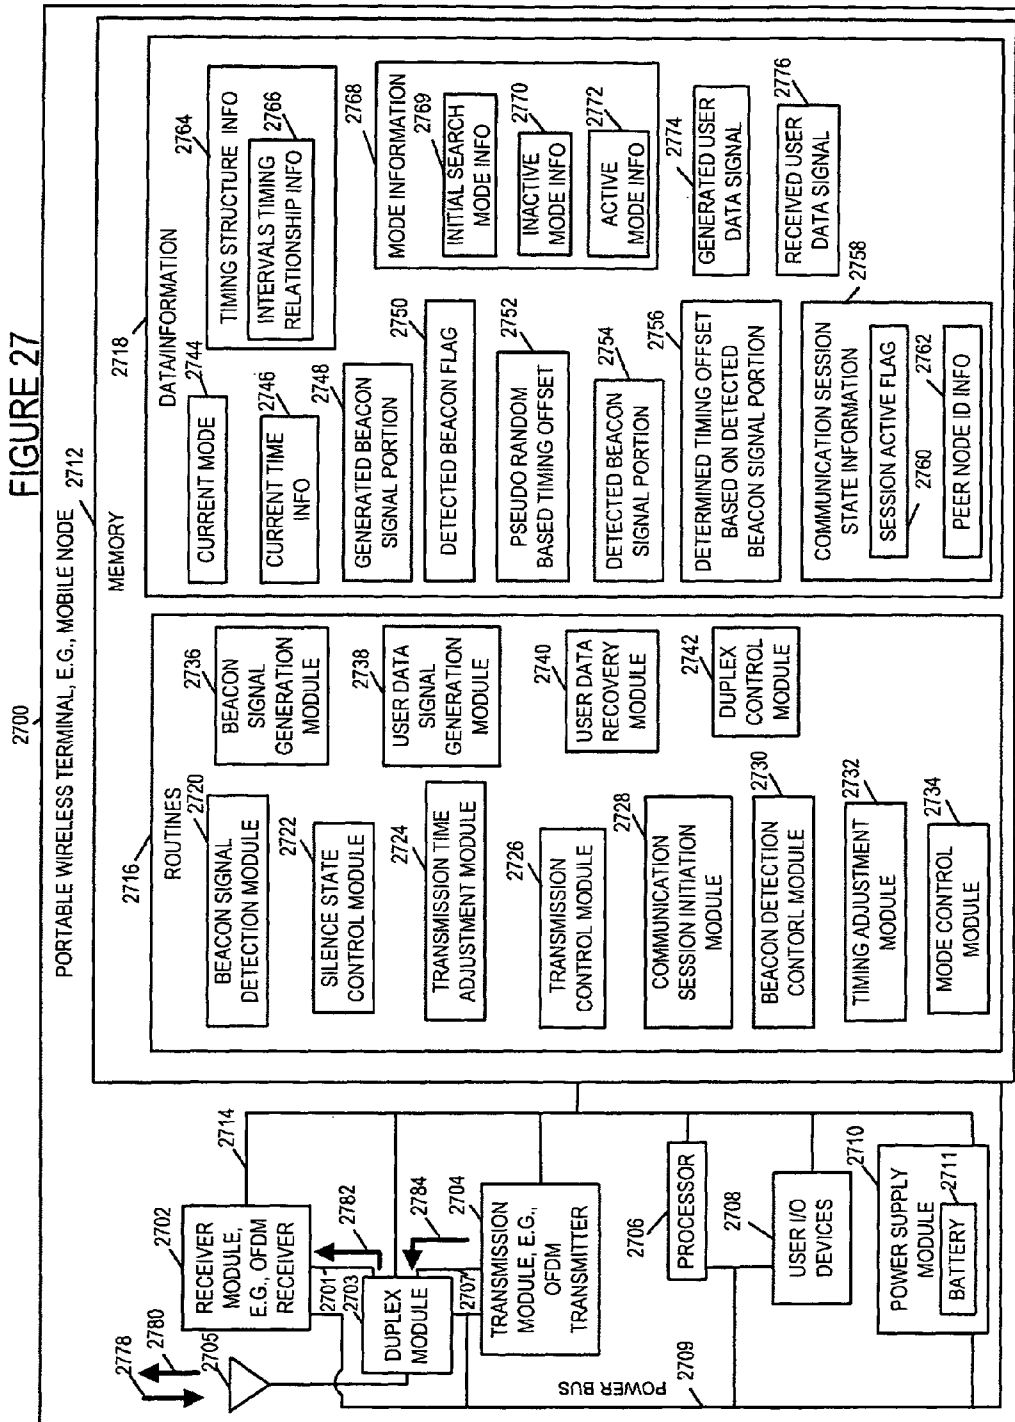 FIGURE 27
2700
PORTABLE WIRELESS TERMINAL, E.G., MOBILE NODE
2712
MEMORY
2702
RECEIVER
MODULE,
E.G., OFDM
RECEIVER
2714
2778
2780
2705
2701
2703
2782
DUPLEX
MODULE
2784
2707
2704
TRANSMISSION
MODULE, E.G.,
OFDM
TRANSMITTER
POWER BUS
2709
2706
PROCESSOR
2708
USER I/O
DEVICES
2710
POWER SUPPLY
MODULE
2711
BATTERY
2716
ROUTINES
2720
BEACON SIGNAL
DETECTION MODULE
2722
SILENCE STATE
CONTROL MODULE
2724
TRANSMISSION TIME
ADJUSTMENT MODULE
2726
TRANSMISSION
CONTROL MODULE
2728
COMMUNICATION
SESSION INITIATION
MODULE
2730
BEACON DETECTION
CONTORL MODULE
2732
TIMING ADJUSTMENT
MODULE
2734
MODE CONTROL
MODULE
2736
BEACON
SIGNAL
GENERATION
MODULE
2738
USER DATA
SIGNAL
GENERATION
MODULE
2740
USER DATA
RECOVERY
MODULE
2742
DUPLEX
CONTROL
MODULE
2718
DATA/INFORMATION
2744
CURRENT MODE
2746
CURRENT TIME
INFO
2748
GENERATED BEACON
SIGNAL PORTION
2750
DETECTED BEACON FLAG
2752
PSEUDO RANDOM
BASED TIMING OFFSET
2754
DETECTED BEACON
SIGNAL PORTION
2756
DETERMINED TIMING OFFSET
BASED ON DETECTED
BEACON SIGNAL PORTION
2758
COMMUNICATION SESSION
STATE INFORMATION
2760
SESSION ACTIVE FLAG
2762
PEER NODE ID INFO
2764
TIMING STRUCTURE INFO
2766
INTERVALS TIMING
RELATIONSHIP INFO
2768
MODE INFORMATION
2769
INITIAL SEARCH
MODE INFO
2770
INACTIVE
MODE INFO
2772
ACTIVE
MODE INFO
2774
GENERATED USER
DATA SIGNAL
2776
RECEIVED USER
DATA SIGNAL